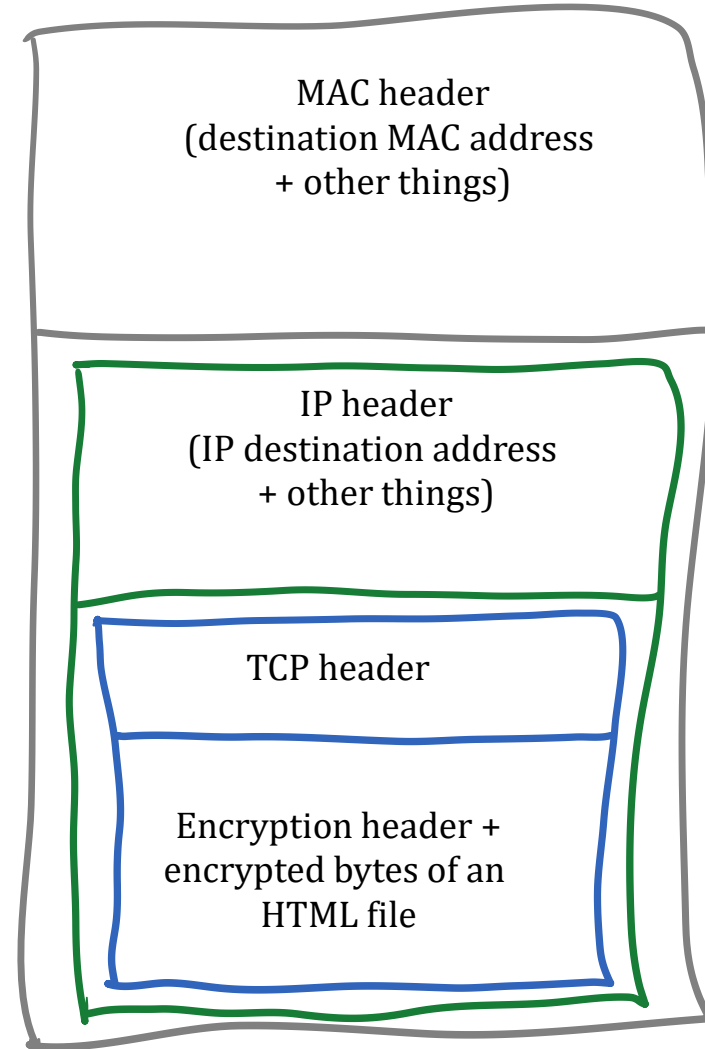 MAC header
(destination MAC address
+ other things)
IP header
(IP destination address
+ other things)
TCP header
Encryption header +
encrypted bytes of an
HTML file